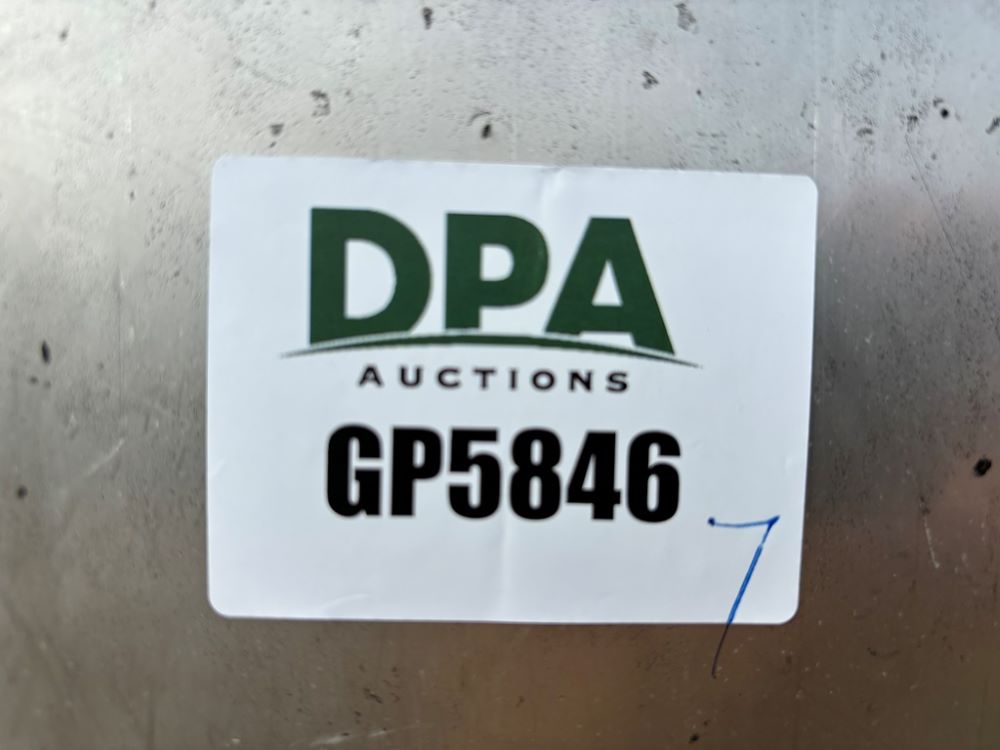 DPA
AUCTIONS
GP5846
7